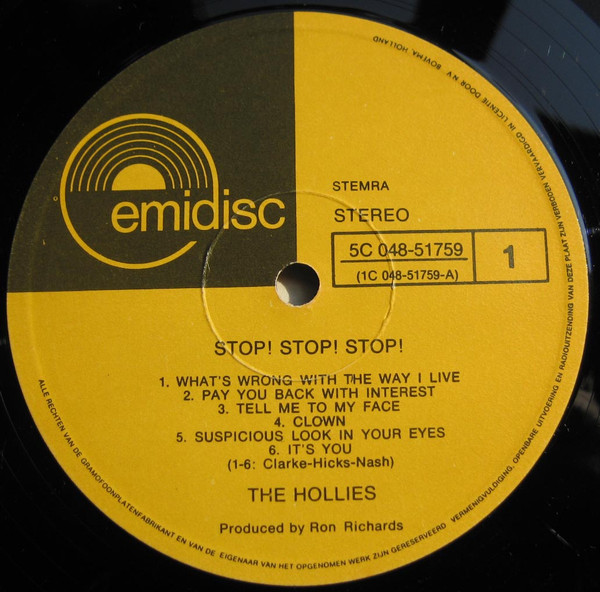 emidisc
STEMRA
STEREO
5C 048-51759
(1C 048-51759-A)
1
STOP! STOP! STOP!
1. WHAT'S WRONG WITH THE WAY I LIVE
2. PAY YOU BACK WITH INTEREST
3. TELL ME TO MY FACE
4. CLOWN
5. SUSPICIOUS LOOK IN YOUR EYES
6. IT'S YOU
(1-6: Clarke-Hicks-Nash)
THE HOLLIES
Produced by Ron Richards
ALLE RECHTEN VAN DE GRAMOFOONPLATENFABRIKANT EN VAN DE EIGENAAR VAN HET OPGENOMEN WERK ZIJN GERESERVEERD VERMENIGVULDIGING, OPENBARE UITVOERING EN RADIOUITZENDING VAN DEZE PLAAT ZIJN VERBODEN VERVAARDIGD IN LICENTIE DOOR N.V. BOVEMA, HOLLAND